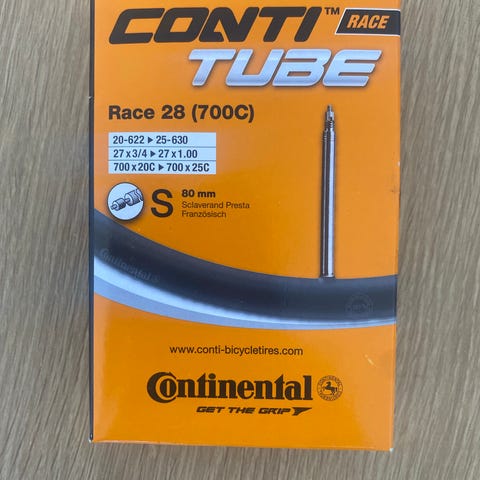 CONTI™ RACE
TUBE
Race 28 (700C)
20-622 ▶ 25-630
27 x 3/4 ▶ 27 x 1.00
700 x 20C ▶ 700 x 25C
S 80 mm
Sclaverand Presta
Französisch
Continental
www.conti-bicycletires.com
Continental
GET THE GRIP